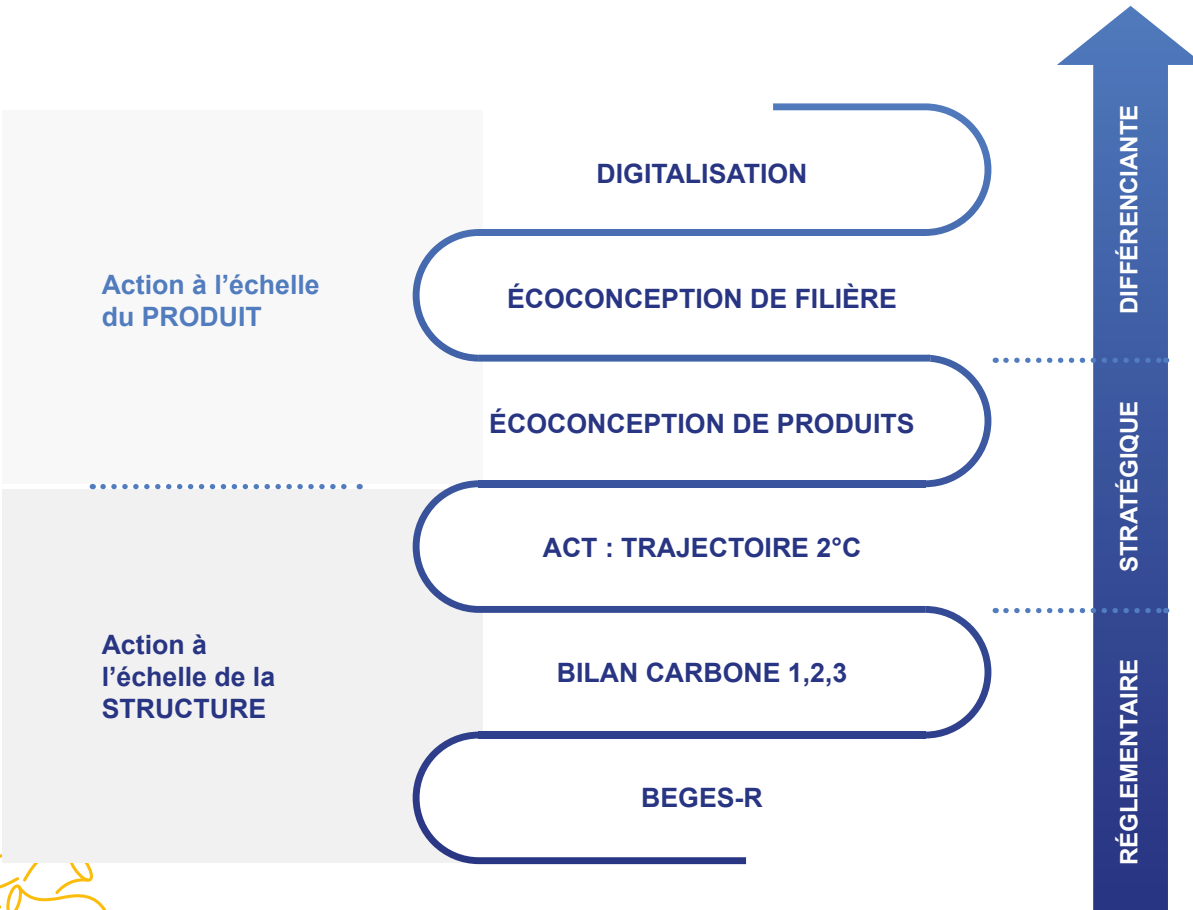 DIGITALISATION
Action à l’échelle
du PRODUIT
ÉCOCONCEPTION DE FILIÈRE
ÉCOCONCEPTION DE PRODUITS
ACT : TRAJECTOIRE 2°C
Action à
l’échelle de la
STRUCTURE
BILAN CARBONE 1,2,3
BEGES-R
DIFFÉRENCIANTE
STRATÉGIQUE
RÉGLEMENTAIRE